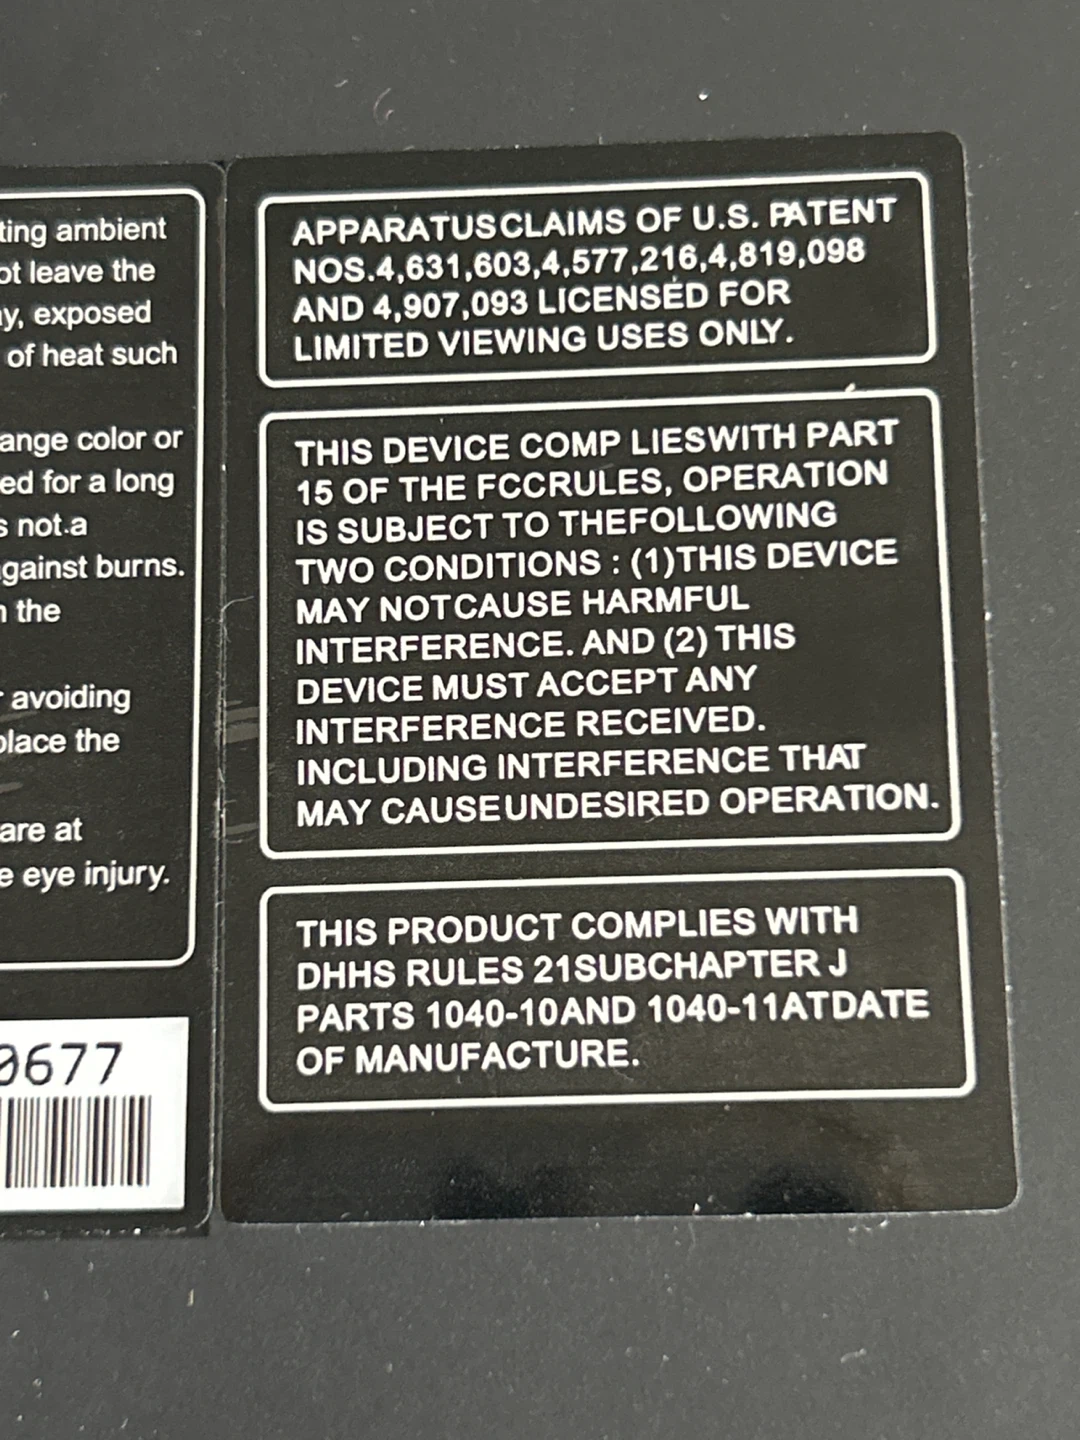 ting ambient
ot leave the
y, exposed
of heat such
ange color or
ed for a long
s not.a
gainst burns.
n the
avoiding
place the
are at
e eye injury.
0677
APPARATUSCLAIMS OF U.S. PATENT
NOS.4,631,603,4,577,216,4,819,098
AND 4,907,093 LICENSED FOR
LIMITED VIEWING USES ONLY.
THIS DEVICE COMP LIESWITH PART
15 OF THE FCCRULES, OPERATION
IS SUBJECT TO THEFOLLOWING
TWO CONDITIONS : (1)THIS DEVICE
MAY NOTCAUSE HARMFUL
INTERFERENCE. AND (2) THIS
DEVICE MUST ACCEPT ANY
INTERFERENCE RECEIVED.
INCLUDING INTERFERENCE THAT
MAY CAUSEUNDESIRED OPERATION.
THIS PRODUCT COMPLIES WITH
DHHS RULES 21SUBCHAPTER J
PARTS 1040-10AND 1040-11ATDATE
OF MANUFACTURE.